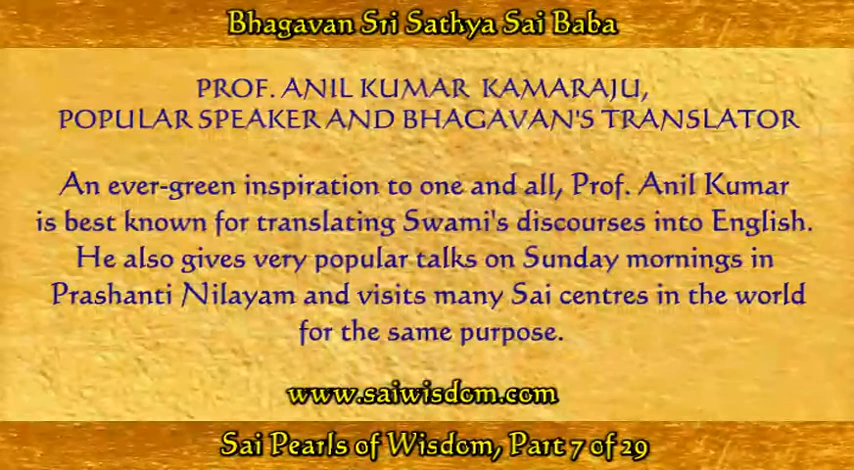 Bhagavan Sri Sathya Sai Baba
PROF. ANIL KUMAR KAMARAJU,
POPULAR SPEAKER AND BHAGAVAN'S TRANSLATOR
An ever-green inspiration to one and all, Prof. Anil Kumar
is best known for translating Swami's discourses into English.
He also gives very popular talks on Sunday mornings in
Prashanti Nilayam and visits many Sai centres in the world
for the same purpose.
www.saiwisdom.com
Sai Pearls of Wisdom, Part 7 of 29